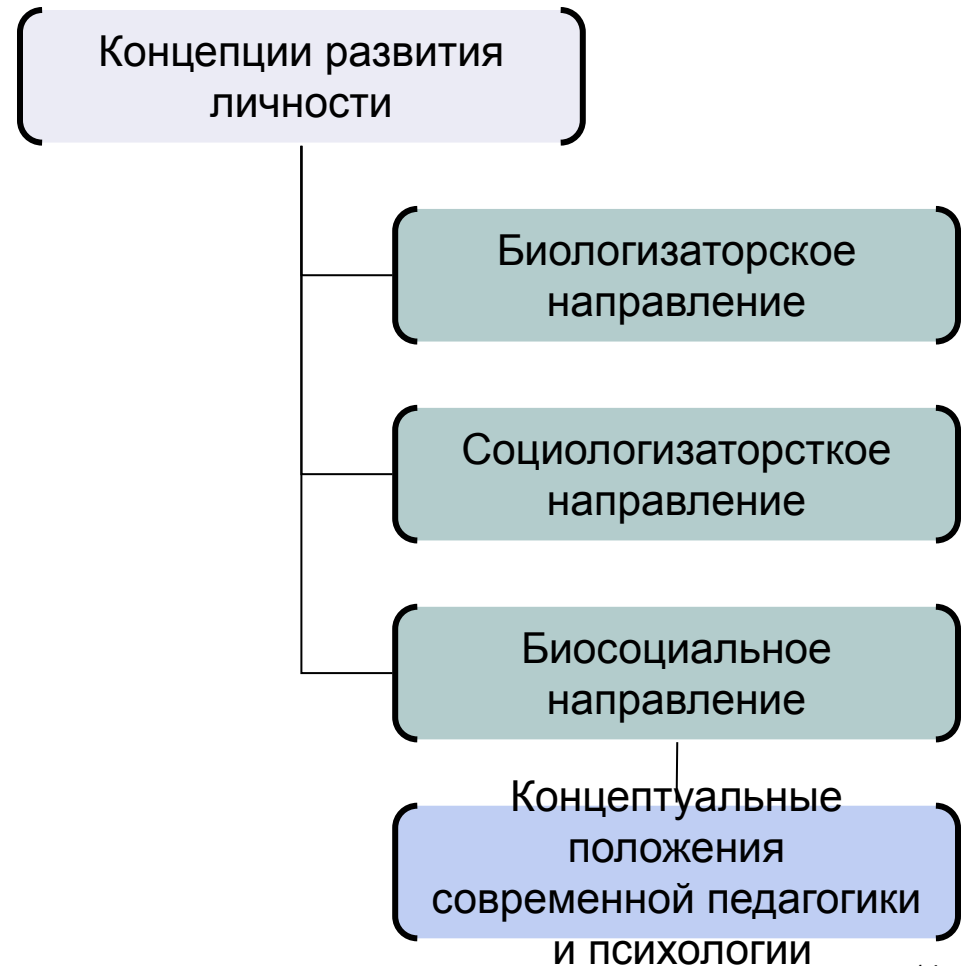 Концепции развития
личности
Биологизаторское
направление
Социологизаторсткое
направление
Биосоциальное
направление
Концептуальные
положения
современной педагогики
и психологии